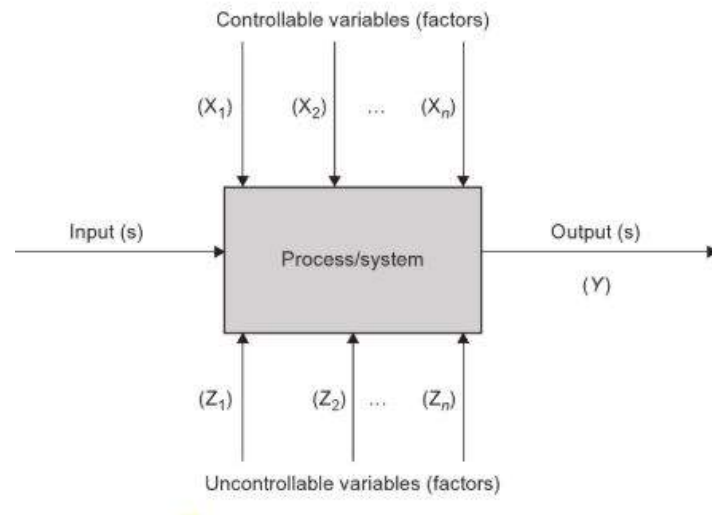 Controllable variables (factors)
(X₁) (X₂) ... (Xₙ)
Input (s)
Process/system
Output (s)
(Y)
(Z₁) (Z₂) ... (Zₙ)
Uncontrollable variables (factors)